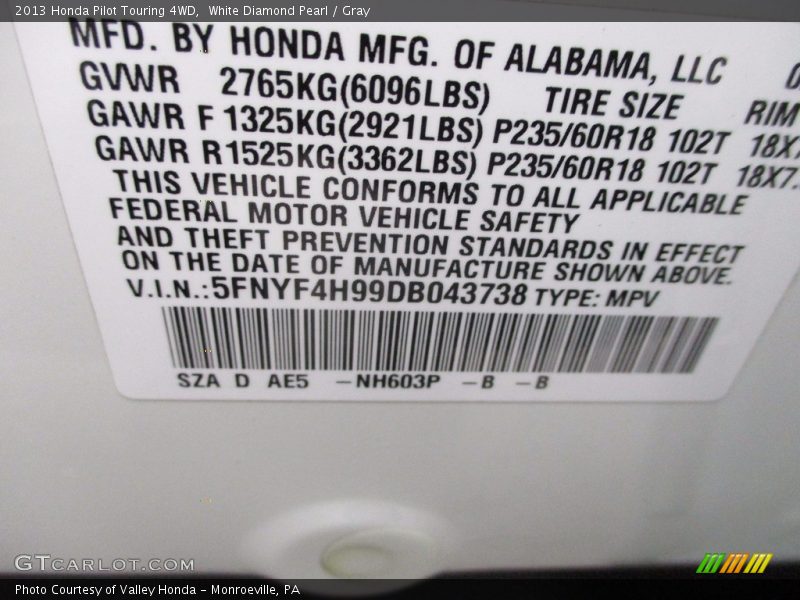 2013 Honda Pilot Touring 4WD,  White Diamond Pearl / Gray
MFD. BY HONDA MFG. OF ALABAMA, LLC
GVWR 2765KG(6096LBS) TIRE SIZE RIM
GAWR F 1325KG(2921LBS) P235/60R18 102T 18X7
GAWR R1525KG(3362LBS) P235/60R18 102T 18X7.
THIS VEHICLE CONFORMS TO ALL APPLICABLE
FEDERAL MOTOR VEHICLE SAFETY
AND THEFT PREVENTION STANDARDS IN EFFECT
ON THE DATE OF MANUFACTURE SHOWN ABOVE.
V.I.N.:5FNYF4H99DB043738 TYPE: MPV
SZA D AE5 -NH603P -B -B
GTCARLOT.COM
Photo Courtesy of Valley Honda - Monroeville, PA